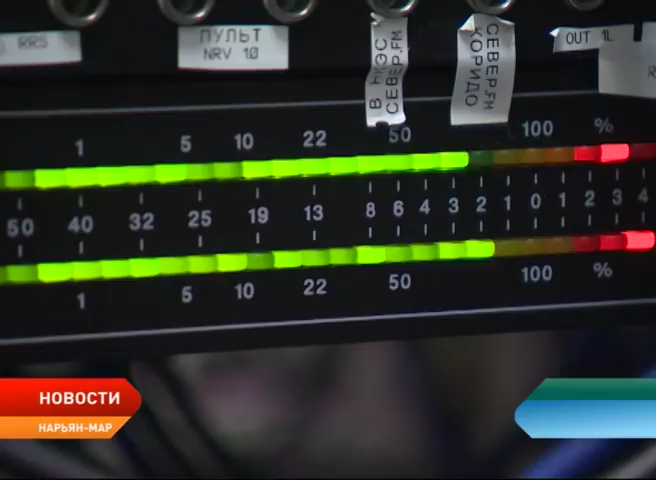 RRS
ПУЛЬТ
NRV 10
В НКЭС
СЕВЕР.FM
СЕВЕР.FM
КОРИДО
OUT 1L
R
1 5 10 22 50 100 %
50 40 32 25 19 13 8 6 4 3 2 1 0 1 2 3 4
1 5 10 22 50 100 %
НОВОСТИ
НАРЬЯН-МАР